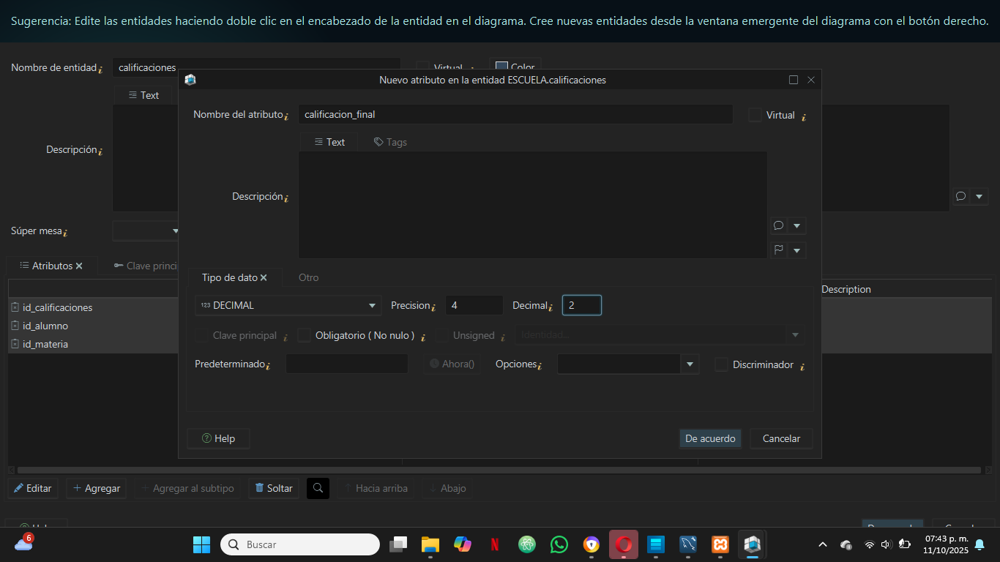 Sugerencia: Edite las entidades haciendo doble clic en el encabezado de la entidad en el diagrama. Cree nuevas entidades desde la ventana emergente del diagrama con el botón derecho.
Nombre de entidad
calificaciones
Virtual
Color
Text
Descripción
Súper mesa
Atributos
Clave princi
Description
id_calificaciones
id_alumno
id_materia
Nuevo atributo en la entidad ESCUELA.calificaciones
Nombre del atributo
calificacion_final
Virtual
Text
Tags
Descripción
Tipo de dato
Otro
123 DECIMAL
Precision
4
Decimal
2
Clave principal
Obligatorio ( No nulo )
Unsigned
Identidad...
Predeterminado
Ahora()
Opciones
Discriminador
Help
De acuerdo
Cancelar
Editar
Agregar
Agregar al subtipo
Soltar
Hacia arriba
Abajo
6
Buscar
07:43 p. m.
11/10/2025